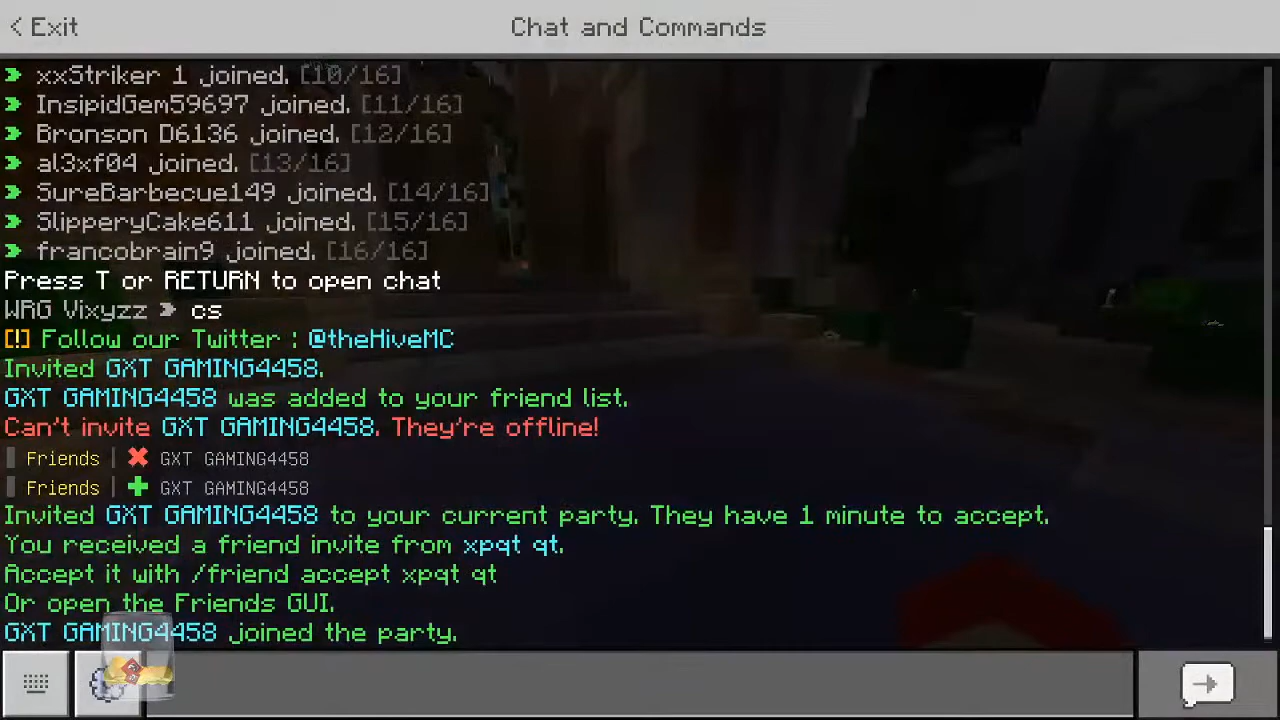 < Exit
Chat and Commands
xxStriker 1 joined. [10/16]
InsipidGem59697 joined. [11/16]
Bronson D6136 joined. [12/16]
al3xf04 joined. [13/16]
SureBarbecue149 joined. [14/16]
SlipperyCake611 joined. [15/16]
francobrain9 joined. [16/16]
Press T or RETURN to open chat
WRG Vixyzz » cs
[!] Follow our Twitter : @theHiveMC
Invited GXT GAMING4458.
GXT GAMING4458 was added to your friend list.
Can't invite GXT GAMING4458. They're offline!
Friends | ✖ GXT GAMING4458
Friends | + GXT GAMING4458
Invited GXT GAMING4458 to your current party. They have 1 minute to accept.
You received a friend invite from xpqt qt.
Accept it with /friend accept xpqt qt
Or open the Friends GUI.
GXT GAMING4458 joined the party.